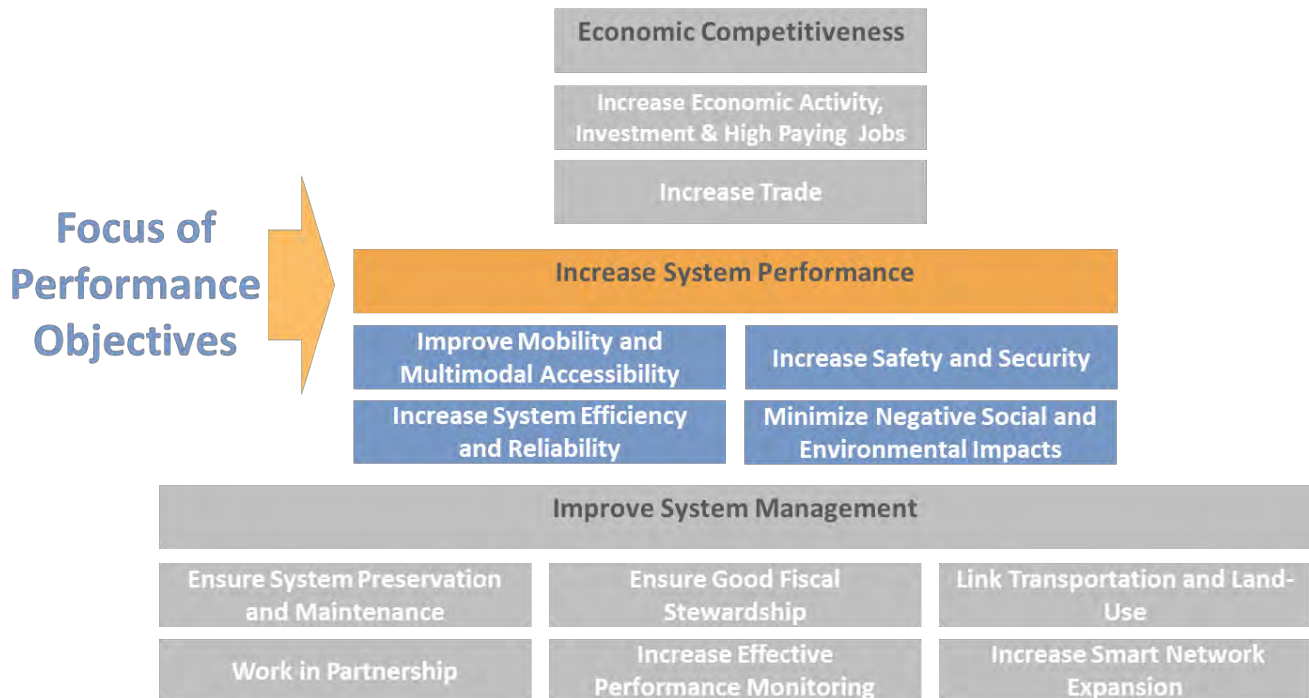 Economic Competitiveness
Increase Economic Activity,
Investment & High Paying Jobs
Increase Trade
Focus of
Performance
Objectives
Increase System Performance
Improve Mobility and
Multimodal Accessibility
Increase Safety and Security
Increase System Efficiency
and Reliability
Minimize Negative Social and
Environmental Impacts
Improve System Management
Ensure System Preservation
and Maintenance
Ensure Good Fiscal
Stewardship
Link Transportation and Land-
Use
Work in Partnership
Increase Effective
Performance Monitoring
Increase Smart Network
Expansion